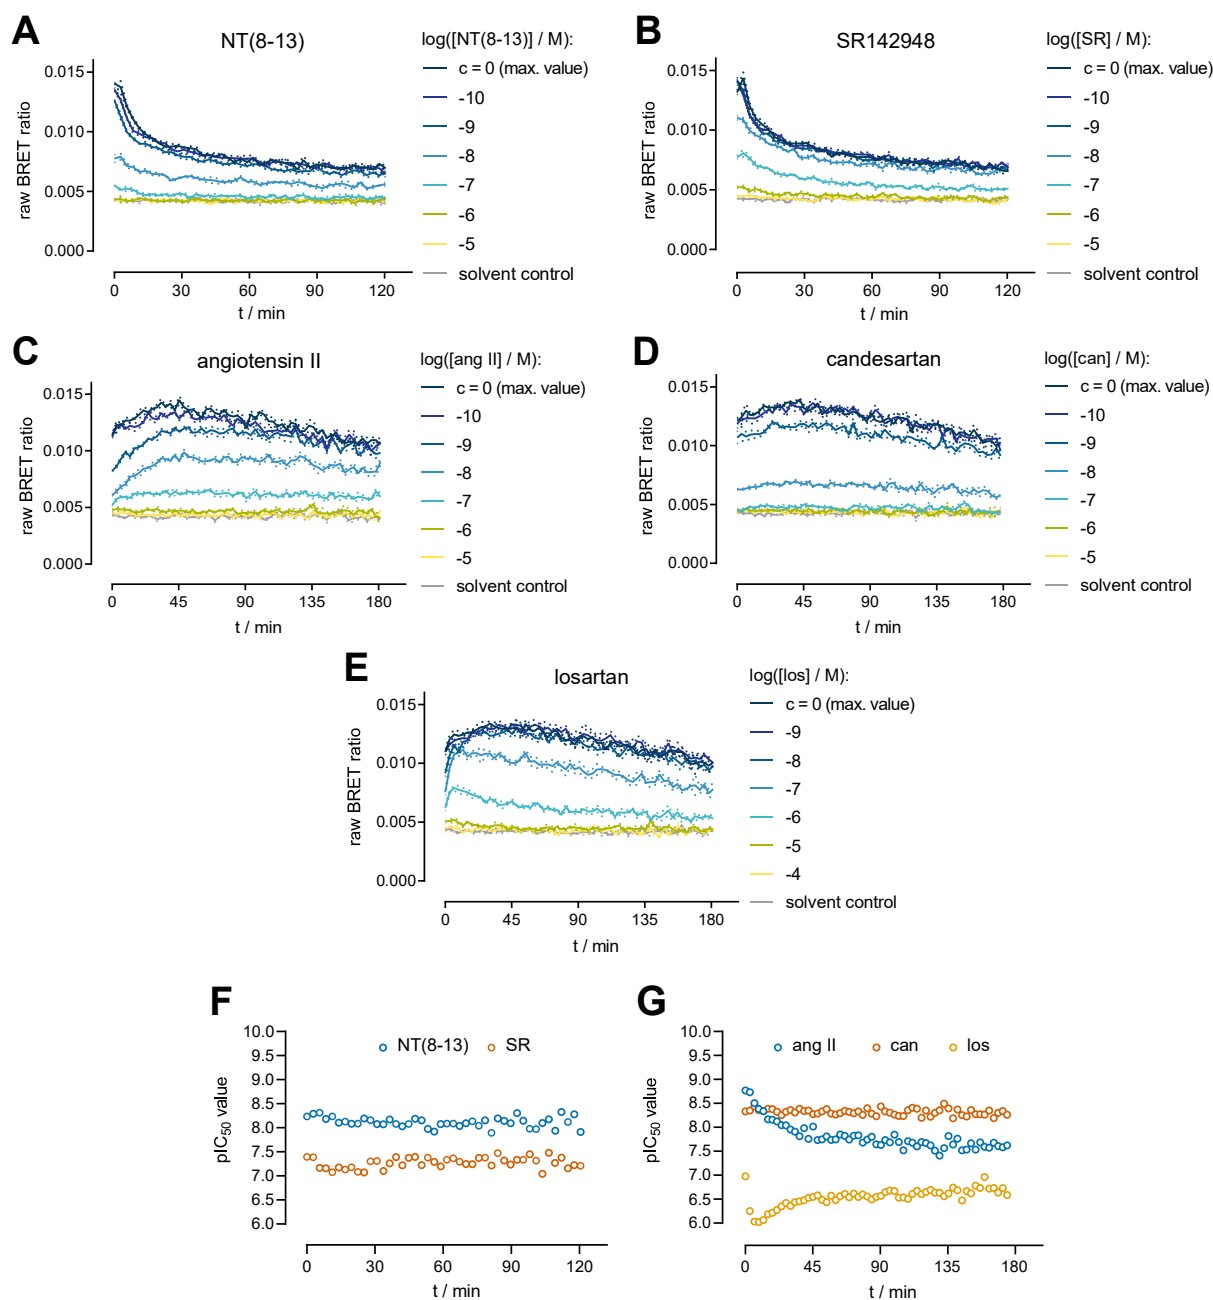 A
NT(8-13)
log([NT(8-13)] / M):
raw BRET ratio
0.015
0.010
0.005
0.000
0 30 60 90 120
t / min
c = 0 (max. value)
-10
-9
-8
-7
-6
-5
solvent control
B
SR142948
log([SR] / M):
raw BRET ratio
0.015
0.010
0.005
0.000
0 30 60 90 120
t / min
c = 0 (max. value)
-10
-9
-8
-7
-6
-5
solvent control
C
angiotensin II
log([ang II] / M):
raw BRET ratio
0.015
0.010
0.005
0.000
0 45 90 135 180
t / min
c = 0 (max. value)
-10
-9
-8
-7
-6
-5
solvent control
D
candesartan
log([can] / M):
raw BRET ratio
0.015
0.010
0.005
0.000
0 45 90 135 180
t / min
c = 0 (max. value)
-10
-9
-8
-7
-6
-5
solvent control
E
losartan
log([los] / M):
raw BRET ratio
0.015
0.010
0.005
0.000
0 45 90 135 180
t / min
c = 0 (max. value)
-9
-8
-7
-6
-5
-4
solvent control
F
NT(8-13) SR
pIC50 value
10.0
9.5
9.0
8.5
8.0
7.5
7.0
6.5
6.0
0 30 60 90 120
t / min
G
ang II can los
pIC50 value
10.0
9.5
9.0
8.5
8.0
7.5
7.0
6.5
6.0
0 45 90 135 180
t / min